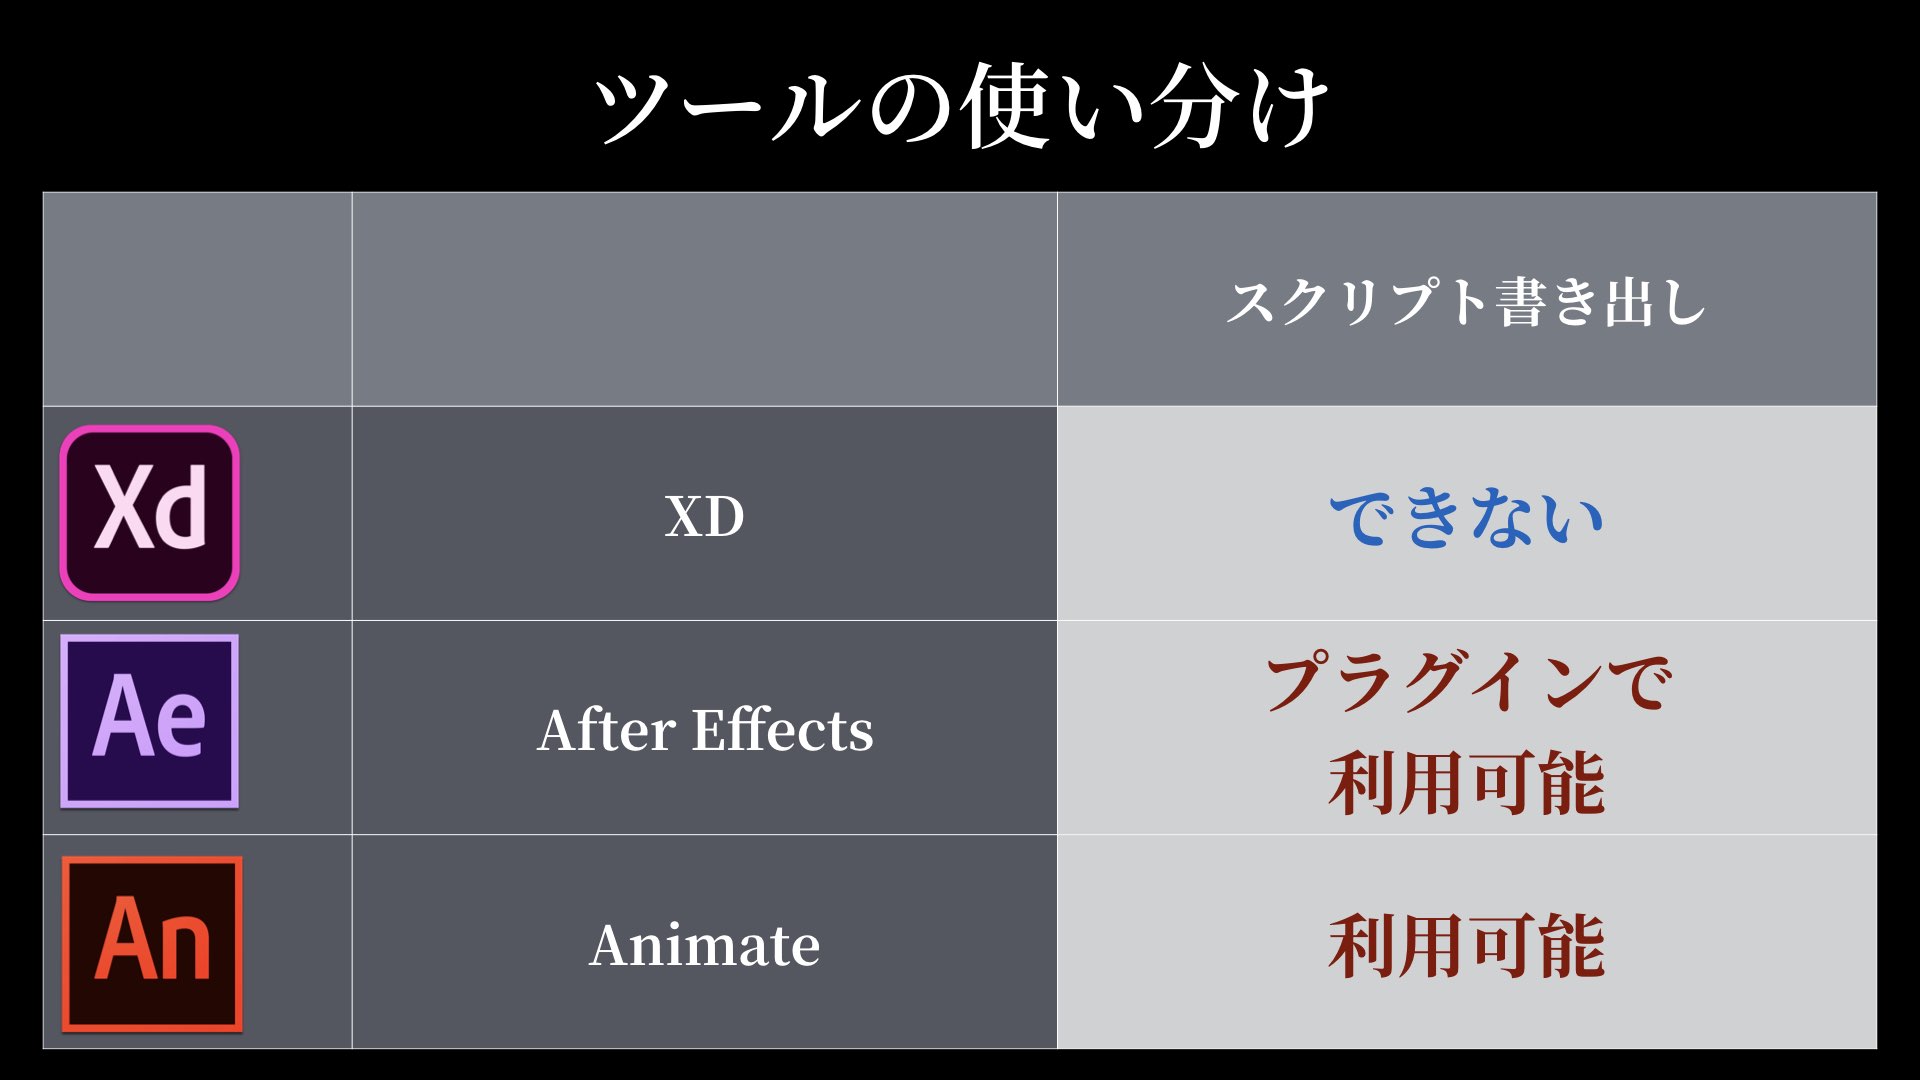 ツールの使い分け
スクリプト書き出し
Xd
XD
できない
Ae
After Effects
プラグインで
利用可能
An
Animate
利用可能